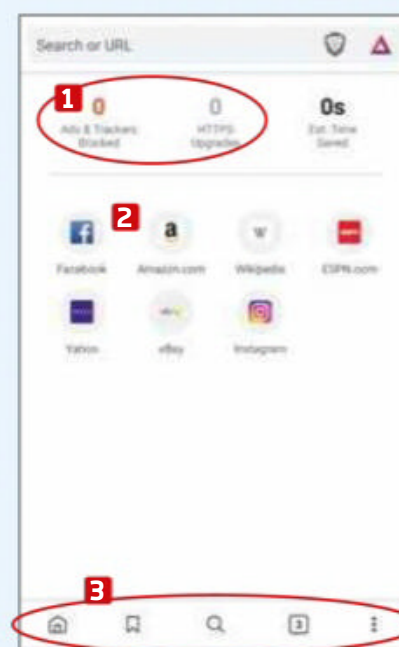 Search or URL
1
0
0
0s
Ads & Trackers
Blocked
HTTPS
Upgrades
Est. Time
Saved
2
a
W
Facebook
Amazon.com
Wikipedia
ESPN.com
Yahoo
eBay
Instagram
3
3